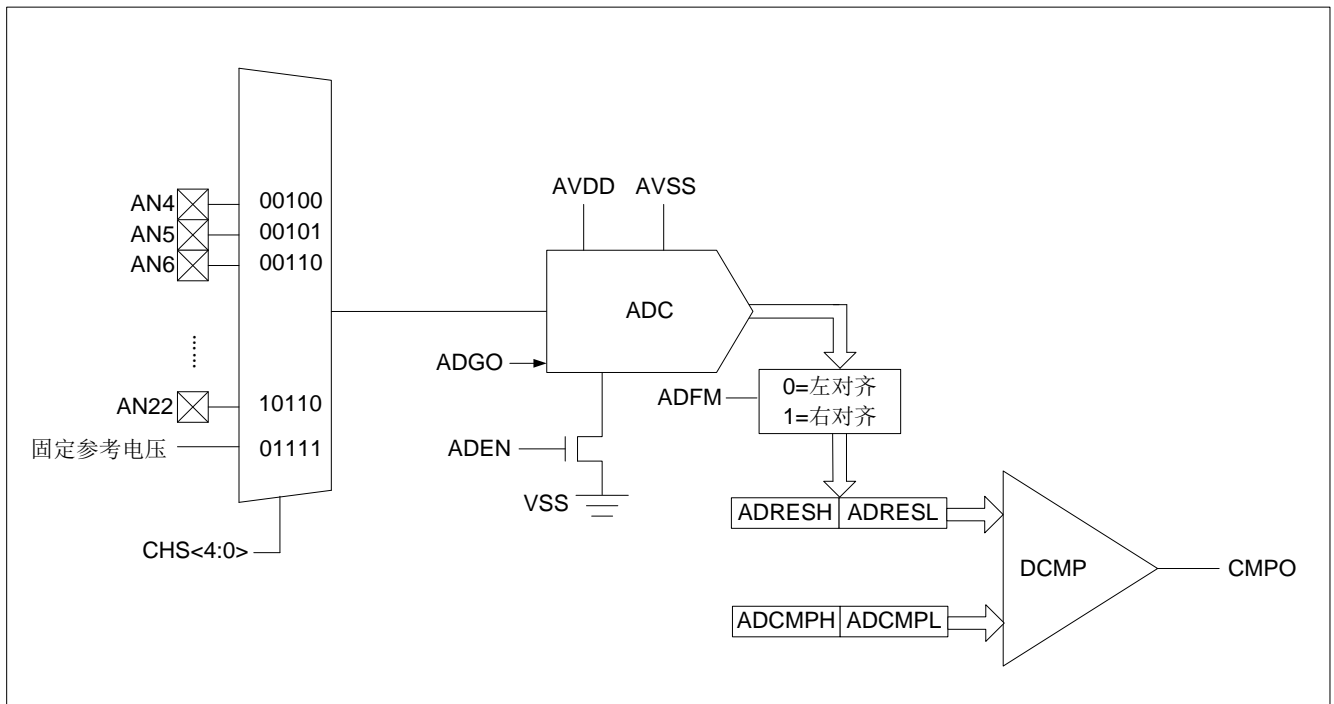 AN4
00100
AN5
00101
AN6
00110
......
AN22
10110
固定参考电压
01111
CHS<4:0>
AVDD
AVSS
ADC
ADGO
ADEN
VSS
ADFM
0=左对齐
1=右对齐
ADRESH
ADRESL
ADCMPH
ADCMPL
DCMP
CMPO